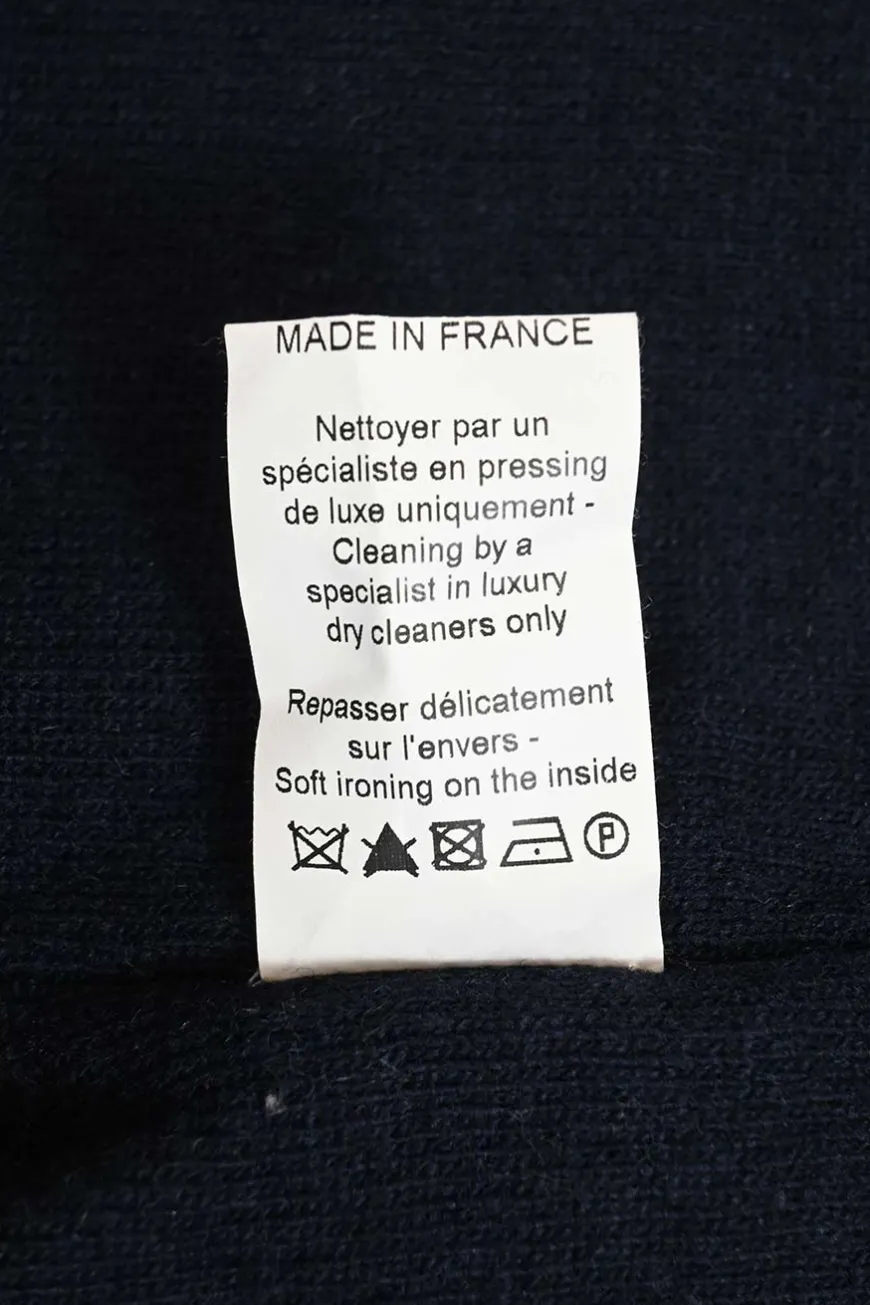 MADE IN FRANCE
Nettoyer par un
spécialiste en pressing
de luxe uniquement -
Cleaning by a
specialist in luxury
dry cleaners only
Repasser délicatement
sur l'envers -
Soft ironing on the inside
P